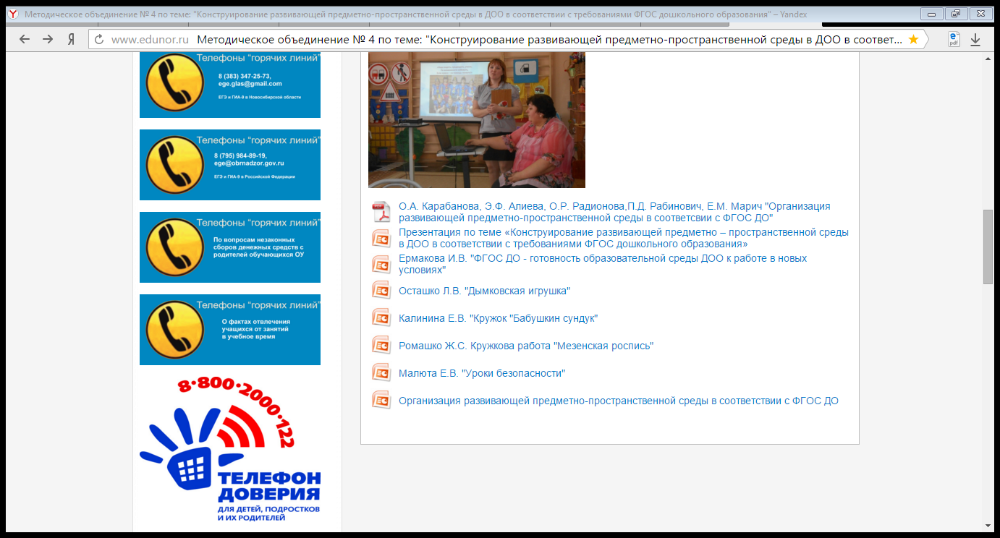 Методическое объединение № 4 по теме: "Конструирование развивающей предметно-пространственной среды в ДОО в соответствии с требованиями ФГОС дошкольного образования" – Yandex
www.edunor.ru Методическое объединение № 4 по теме: "Конструирование развивающей предметно-пространственной среды в ДОО в соответ...
Телефоны "горячих линий"
8 (383) 347-25-73,
ege.glas@gmail.com
ЕГЭ и ГИА-9 в Новосибирской области
Телефоны "горячих линий"
8 (795) 984-89-19,
ege@obrnadzor.gov.ru
ЕГЭ и ГИА-9 в Российской Федерации
Телефоны "горячих линий"
По вопросам незаконных
сборов денежных средств с
родителей обучающихся ОУ
Телефоны "горячих линий"
О фактах отвлечения
учащихся от занятий
в учебное время
8·800·2000·122
ТЕЛЕФОН
ДОВЕРИЯ
ДЛЯ ДЕТЕЙ, ПОДРОСТКОВ
И ИХ РОДИТЕЛЕЙ
О.А. Карабанова, Э.Ф. Алиева, О.Р. Радионова,П.Д. Рабинович, Е.М. Марич "Организация
развивающей предметно-пространственной среды в соответсвии с ФГОС ДО"
Презентация по теме «Конструирование развивающей предметно – пространственной среды
в ДОО в соответствии с требованиями ФГОС дошкольного образования»
Ермакова И.В. "ФГОС ДО - готовность образовательной среды ДОО к работе в новых
условиях"
Осташко Л.В. "Дымковская игрушка"
Калинина Е.В. "Кружок "Бабушкин сундук"
Ромашко Ж.С. Кружкова работа "Мезенская роспись"
Малюта Е.В. "Уроки безопасности"
Организация развивающей предметно-пространственной среды в соответствии с ФГОС ДО